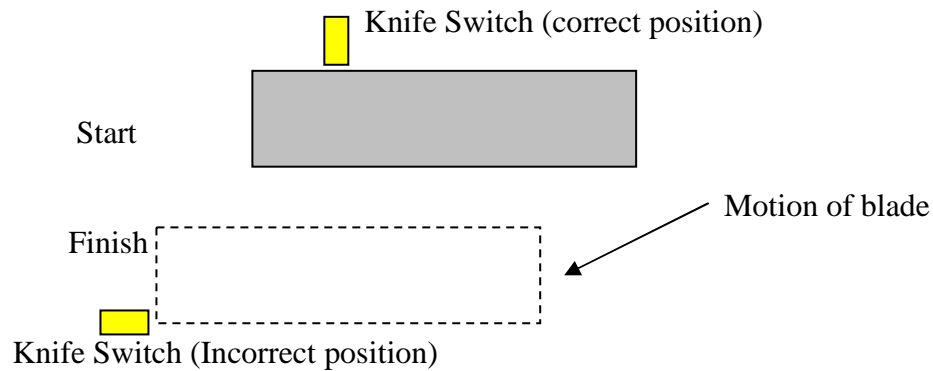 Knife Switch (correct position)
Start
Motion of blade
Finish
Knife Switch (Incorrect position)